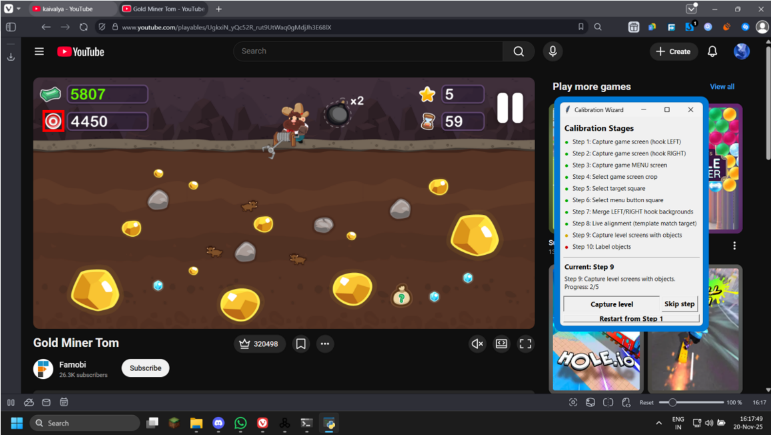 kaivalya - YouTube
Gold Miner Tom - YouTube
www.youtube.com/playables/UgkxiN_yQc52R_rut9UtWaq0gMdJh3E68IX
YouTube
Search
Create
5807
4450
x2
5
59
Play more games
View all
Calibration Wizard
Calibration Stages
Step 1: Capture game screen (hook LEFT)
Step 2: Capture game screen (hook RIGHT)
Step 3: Capture game MENU screen
Step 4: Select game screen crop
Step 5: Select target square
Step 6: Select menu button square
Step 7: Merge LEFT/RIGHT hook backgrounds
Step 8: Live alignment (template match target)
Step 9: Capture level screens with objects
Step 10: Label objects
Current: Step 9
Step 9: Capture level screens with objects.
Progress: 2/5
Capture level
Skip step
Restart from Step 1
HOLE.io
Gold Miner Tom
320498
Famobi
26.3K subscribers
Subscribe
Reset
100 %
16:17
Search
ENG
IN
16:17:49
20-Nov-25